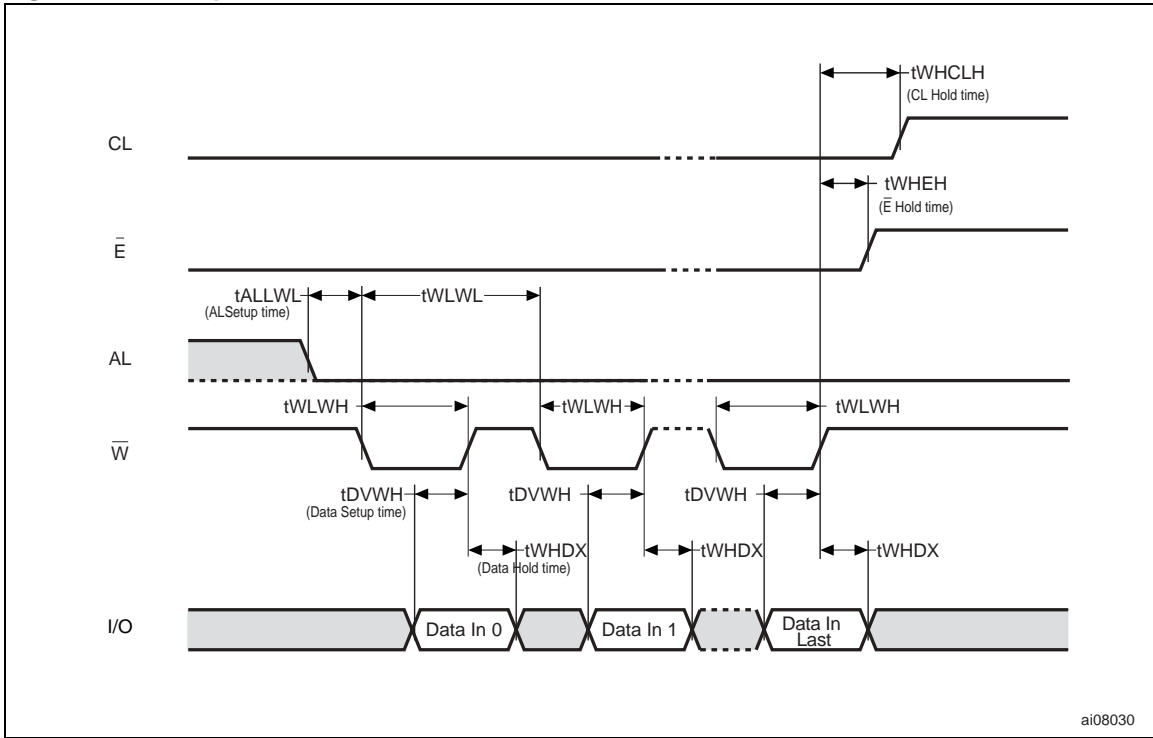 tWHCLH
(CL Hold time)
CL
tWHEH
(E̅ Hold time)
E̅
tALLWL
(ALSetup time)
tWLWL
AL
tWLWH
tWLWH
tWLWH
W̅
tDVWH
(Data Setup time)
tDVWH
tDVWH
tWHDX
(Data Hold time)
tWHDX
tWHDX
I/O
Data In 0
Data In 1
Data In
Last
ai08030